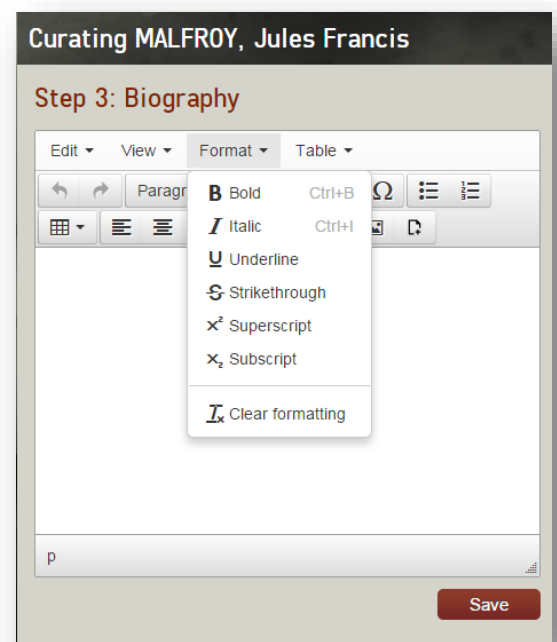 Curating MALFROY, Jules Francis
Step 3: Biography
Edit View Format Table
Paragr Ω
B Bold Ctrl+B
I Italic Ctrl+I
U Underline
S Strikethrough
x² Superscript
x₂ Subscript
Ix Clear formatting
p
Save